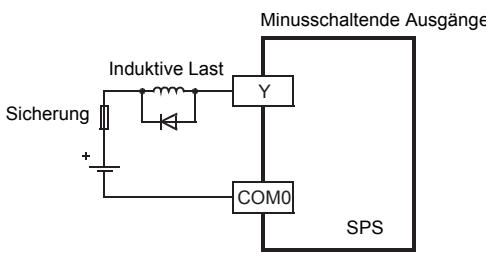 Minusschaltende Ausgänge
Induktive Last
Y
Sicherung
+
COM0
SPS